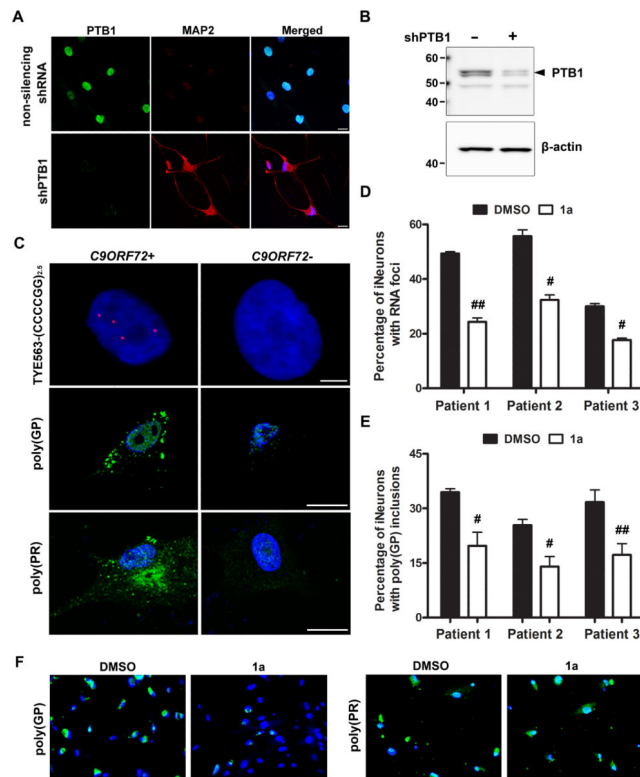 A
PTB1 MAP2 Merged
non-silencing
shRNA
shPTB1
B
shPTB1 – +
60
50
40
PTB1
β-actin
40
C
C9ORF72+ C9ORF72-
TYE563-(CCCCGG)2.5
poly(GP)
poly(PR)
D
DMSO 1a
Percentage of iNeurons
with RNA foci
60
40
20
0
## # #
Patient 1 Patient 2 Patient 3
E
DMSO 1a
Percentage of iNeurons
with poly(GP) inclusions
45
30
15
0
# # ##
Patient 1 Patient 2 Patient 3
F
DMSO 1a
poly(GP)
DMSO 1a
poly(PR)